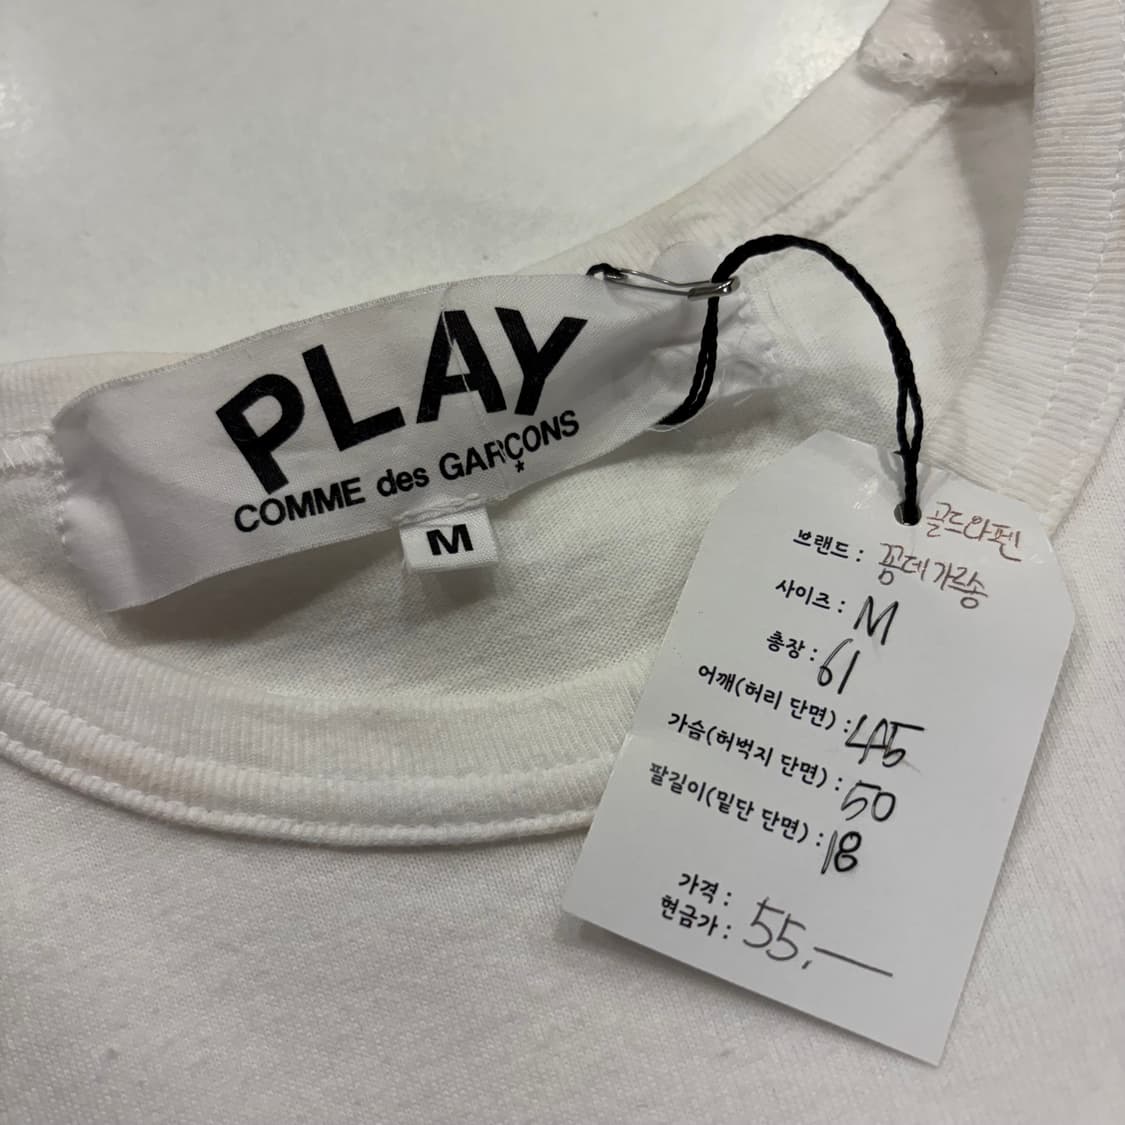 PLAY
COMME des GARÇONS
*
M
골드와펜
브랜드 : 꼼데가르송
사이즈 : M
총장 : 61
어깨(허리 단면) : 45
가슴(허벅지 단면) : 50
팔길이(밑단 단면) : 18
가격 :
현금가 : 55,—